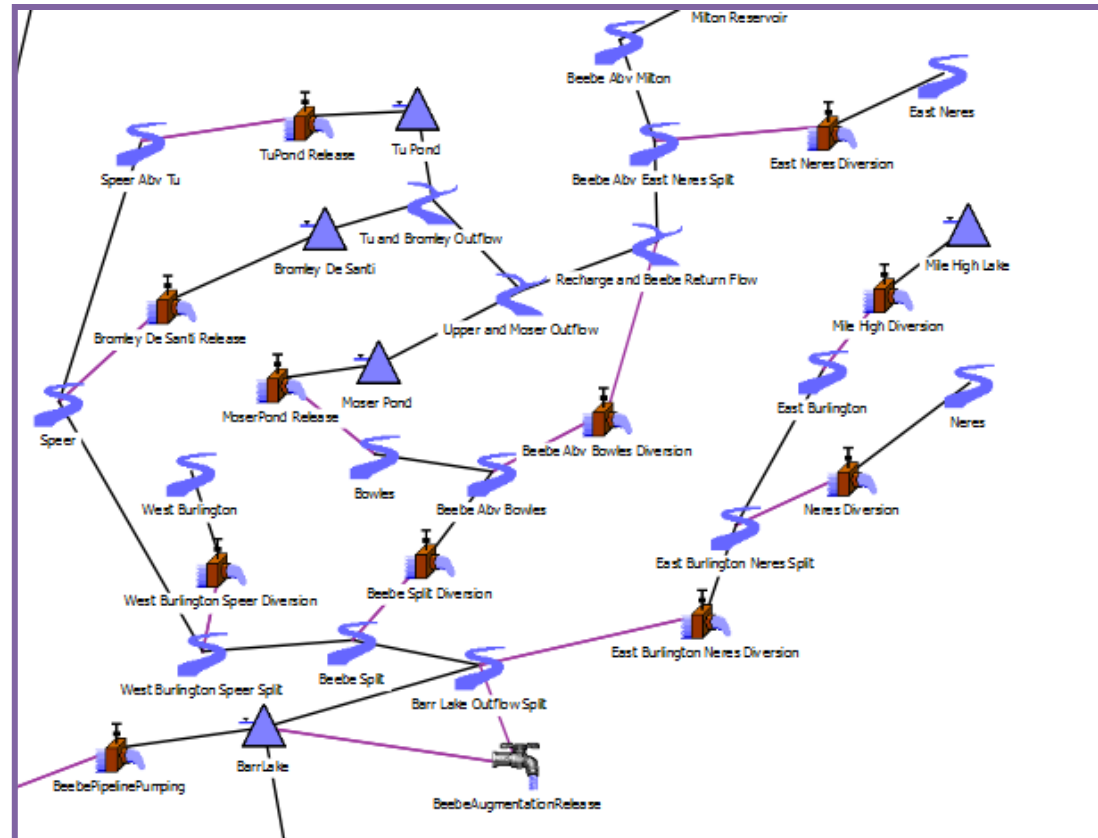 Milton Reservoir
Beebe Abv Milton
East Neres
TuPond Release
Tu Pond
East Neres Diversion
Speer Abv Tu
Beebe Abv East Neres Split
Tu and Bromley Outflow
Bromley De Santi
Mile High Lake
Recharge and Beebe Return Flow
Mile High Diversion
Upper and Moser Outflow
Bromley De Santi Release
Moser Pond
East Burlington
MoserPond Release
Neres
Speer
Beebe Abv Bowles Diversion
Bowles
Beebe Abv Bowles
West Burlington
Neres Diversion
East Burlington Neres Split
West Burlington Speer Diversion
Beebe Split Diversion
East Burlington Neres Diversion
Beebe Split
West Burlington Speer Split
Barr Lake Outflow Split
BarrLake
BeebePipelinePumping
BeebeAugmentationRelease